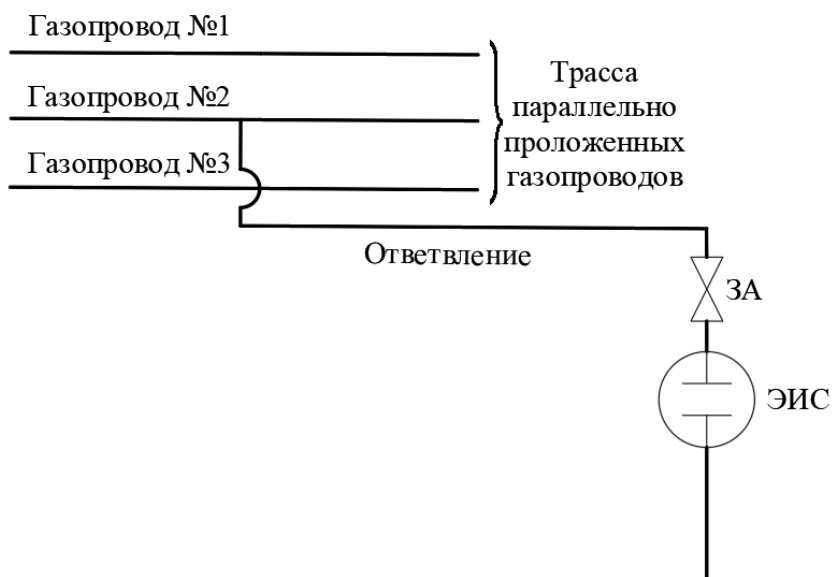 Газопровод №1
Газопровод №2
Газопровод №3
Трасса
параллельно
проложенных
газопроводов
Ответвление
ЗА
ЭИС